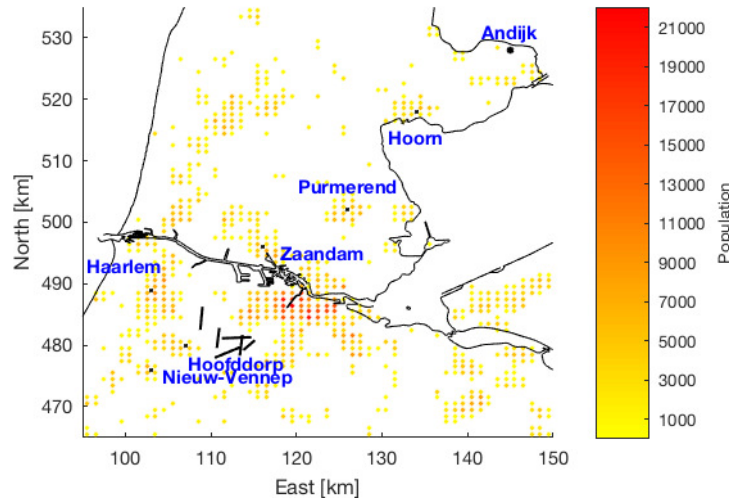 530
520
510
500
490
480
470
North [km]
100
110
120
130
140
150
East [km]
Andijk
Hoorn
Purmerend
Zaandam
Haarlem
Hoofddorp
Nieuw-Vennep
21000
19000
17000
15000
13000
11000
9000
7000
5000
3000
1000
Population